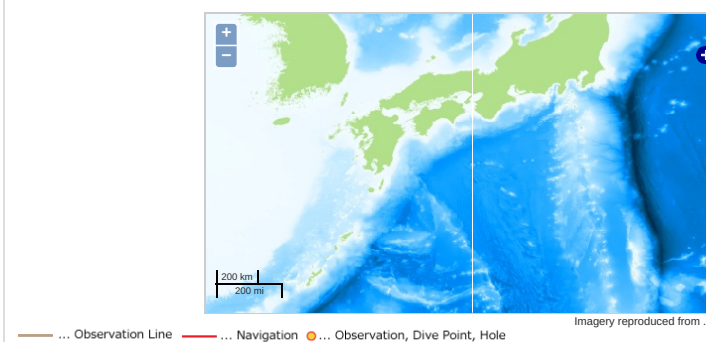 +
−
200 km
200 mi
Imagery reproduced from .
... Observation Line ... Navigation ... Observation, Dive Point, Hole